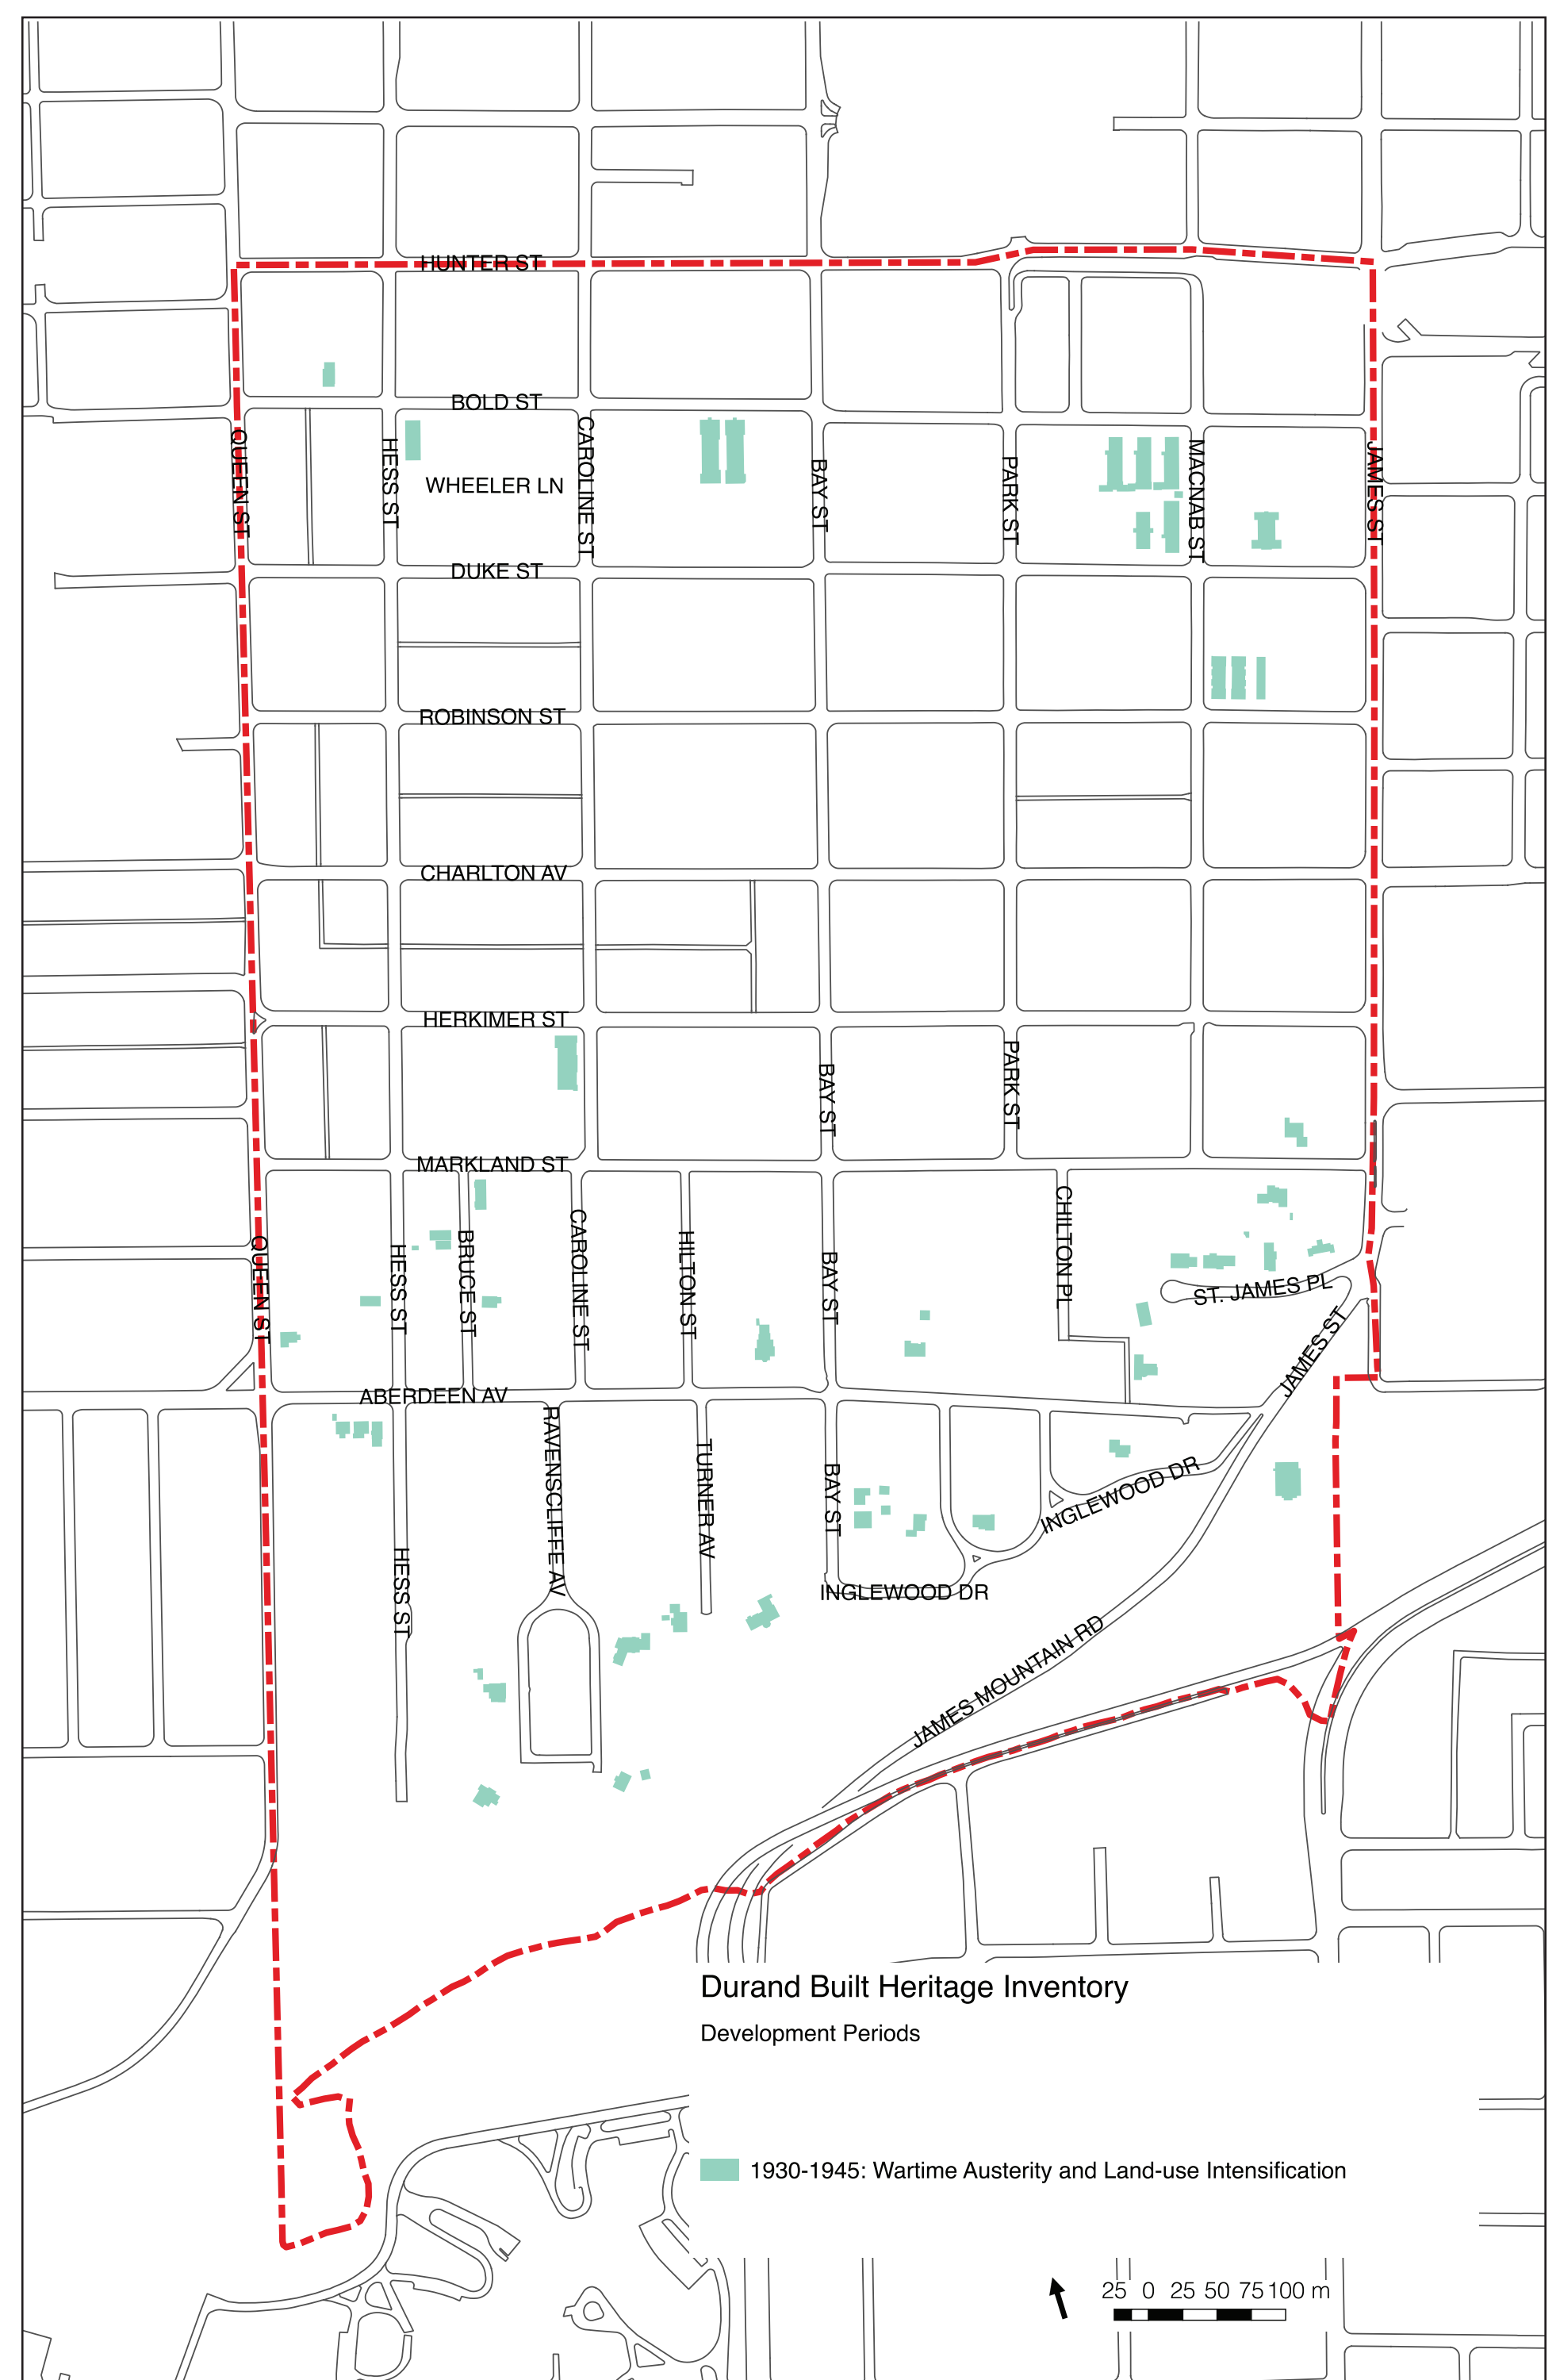 HUNTER ST
BOLD ST
QUEEN ST
HESS ST
WHEELER LN
CAROLINE ST
BAY ST
PARK ST
MACNAB ST
JAMES ST
DUKE ST
ROBINSON ST
CHARLTON AV
HERKIMER ST
BAY ST
PARK ST
MARKLAND ST
QUEEN ST
HESS ST
BRUCE ST
CAROLINE ST
HILTON ST
BAY ST
CHILTON PL
ST. JAMES PL
JAMES ST
ABERDEEN AV
HESS ST
RAVENSCLIFFE AV
TURNER AV
BAY ST
INGLEWOOD DR
INGLEWOOD DR
JAMES MOUNTAIN RD
Durand Built Heritage Inventory
Development Periods
1930-1945: Wartime Austerity and Land-use Intensification
25 0 25 50 75 100 m